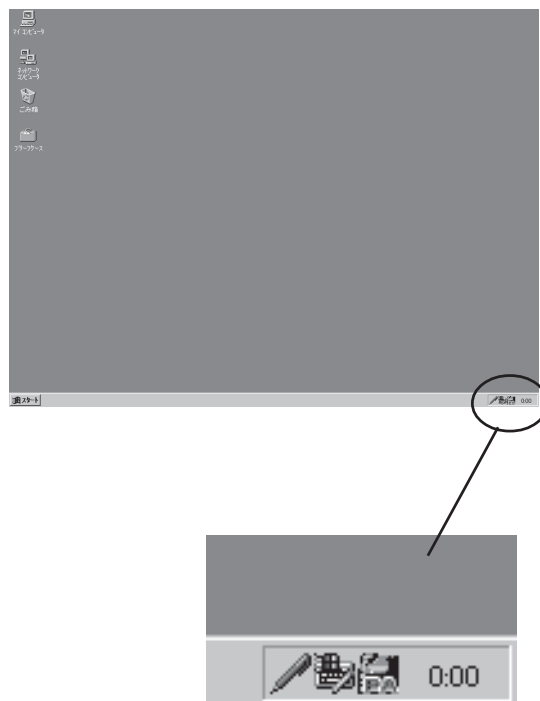 マイ コンピュータ
ネットワーク
コンピュータ
ごみ箱
ブリーフケース
スタート
0:00
0:00